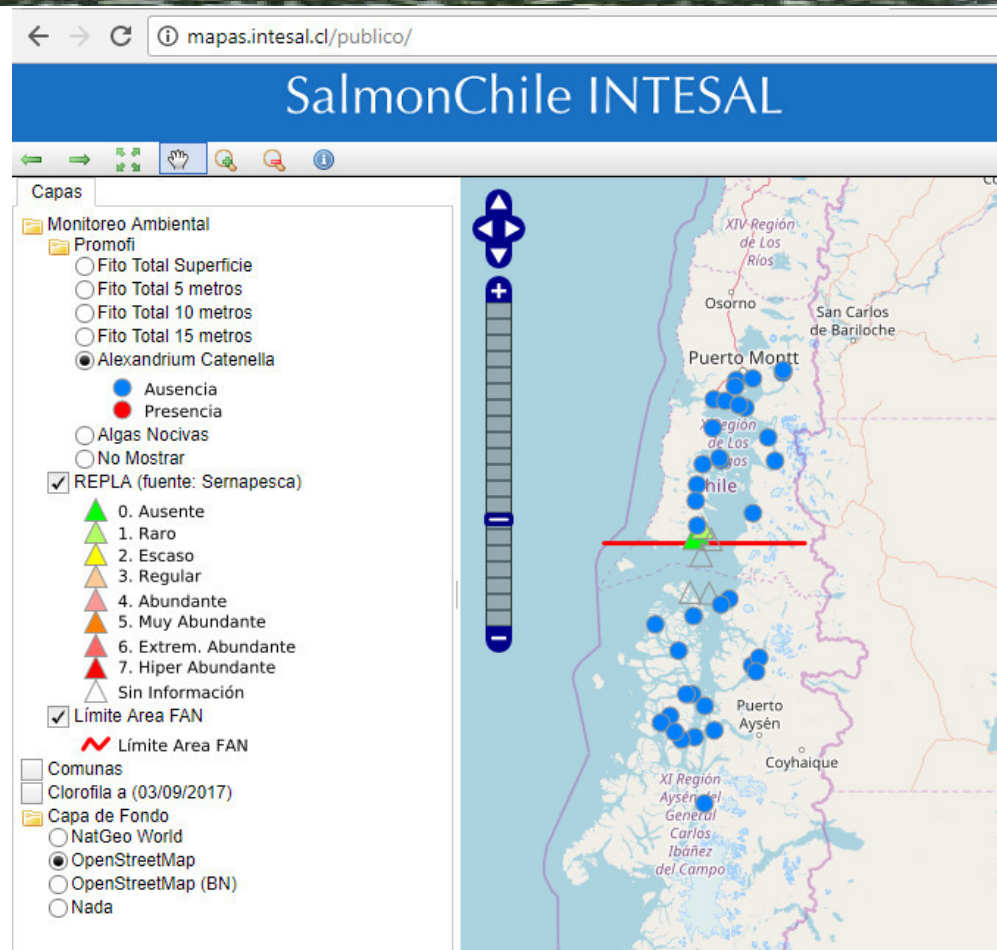 mapas.intesal.cl/publico/
SalmonChile INTESAL
Capas
Monitoreo Ambiental
Promofi
Fito Total Superficie
Fito Total 5 metros
Fito Total 10 metros
Fito Total 15 metros
Alexandrium Catenella
Ausencia
Presencia
Algas Nocivas
No Mostrar
REPLA (fuente: Sernapesca)
0. Ausente
1. Raro
2. Escaso
3. Regular
4. Abundante
5. Muy Abundante
6. Extrem. Abundante
7. Hiper Abundante
Sin Información
Límite Area FAN
Límite Area FAN
Comunas
Clorofila a (03/09/2017)
Capa de Fondo
NatGeo World
OpenStreetMap
OpenStreetMap (BN)
Nada
XIV Región
de Los
Ríos
Osorno
San Carlos
de Bariloche
Puerto Montt
de Los
Puerto
Aysén
Coyhaique
XI Región
Aysén del
General
Carlos
Ibáñez
del Campo